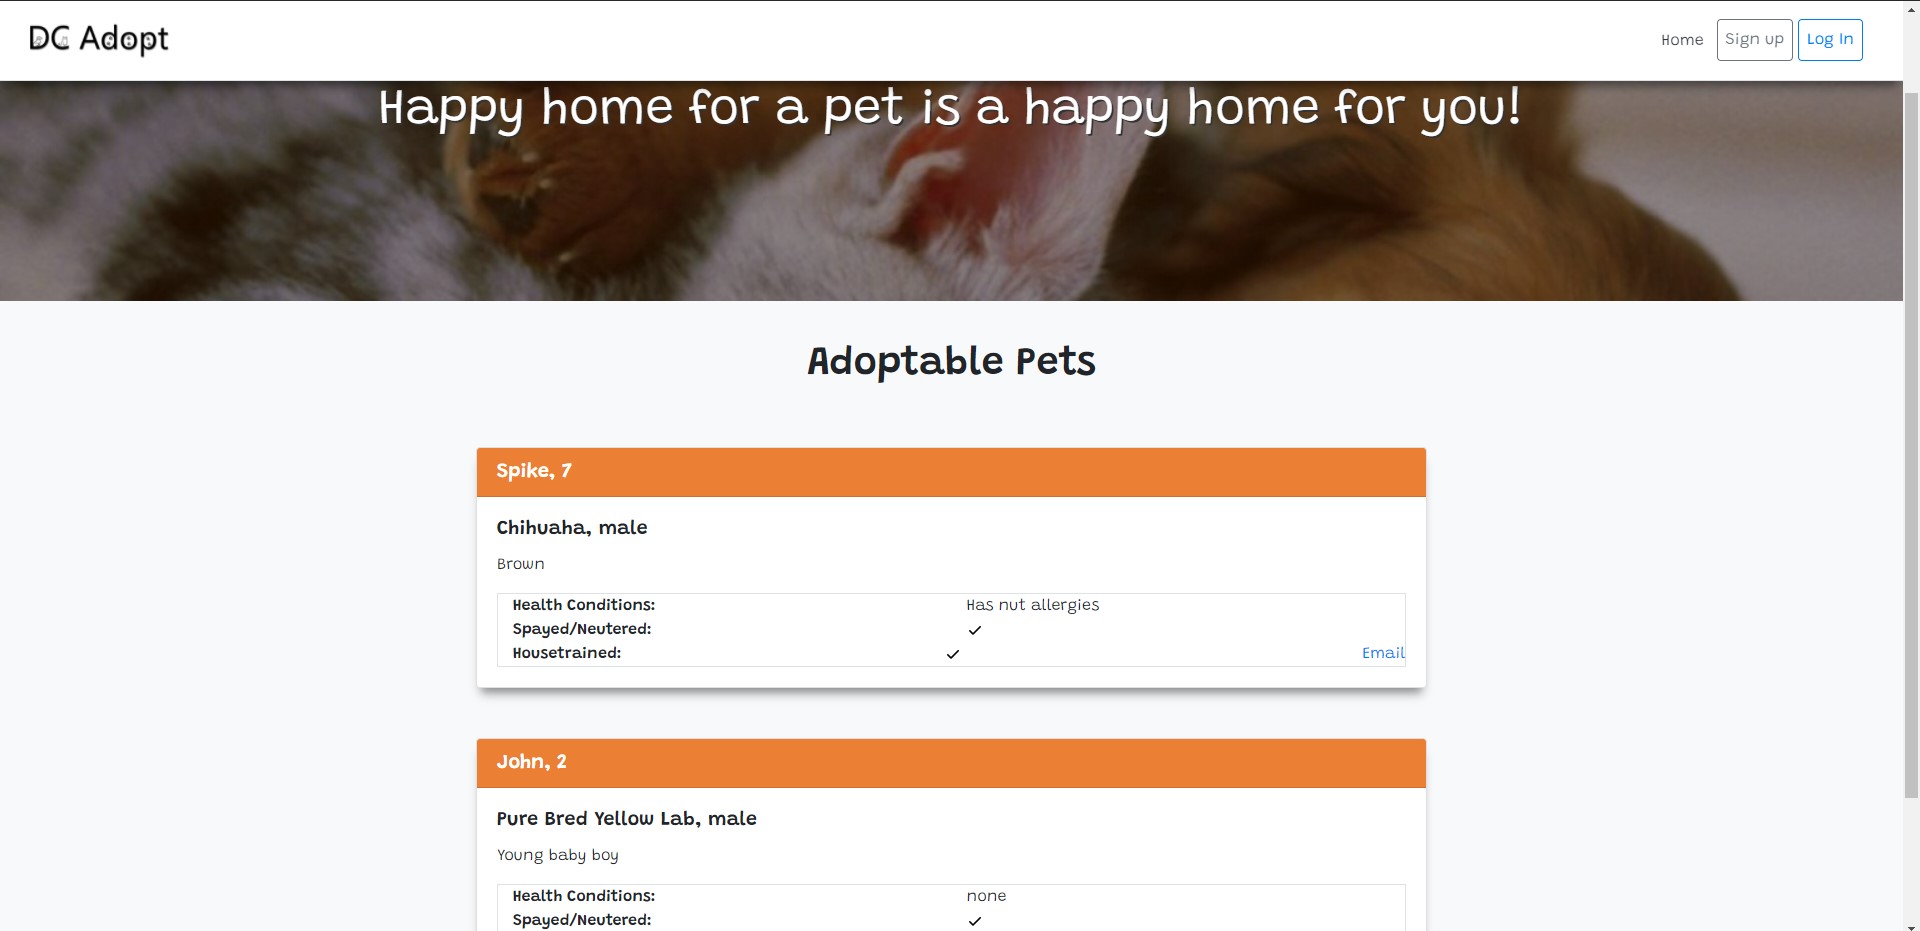 DC Adopt
Home Sign up Log In
Happy home for a pet is a happy home for you!
Adoptable Pets
Spike, 7
Chihuaha, male
Brown
Health Conditions: Has nut allergies
Spayed/Neutered: ✓
Housetrained: ✓ Email
John, 2
Pure Bred Yellow Lab, male
Young baby boy
Health Conditions: none
Spayed/Neutered: ✓